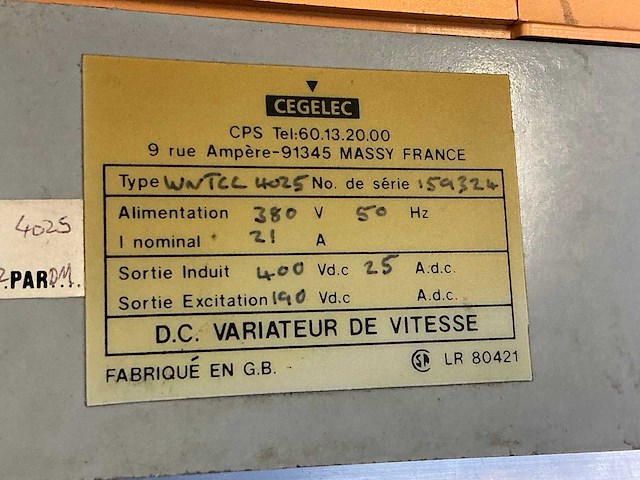 CEGELEC
CPS Tel:60.13.20.00
9 rue Ampère-91345 MASSY FRANCE
Type WNTCL 4025 No. de série 159324
Alimentation 380 V 50 Hz
I nominal 21 A
Sortie Induit 400 Vd.c 25 A.d.c.
Sortie Excitation 190 Vd.c A.d.c.
D.C. VARIATEUR DE VITESSE
FABRIQUÉ EN G.B. SA LR 80421
4025
PAR D.M.